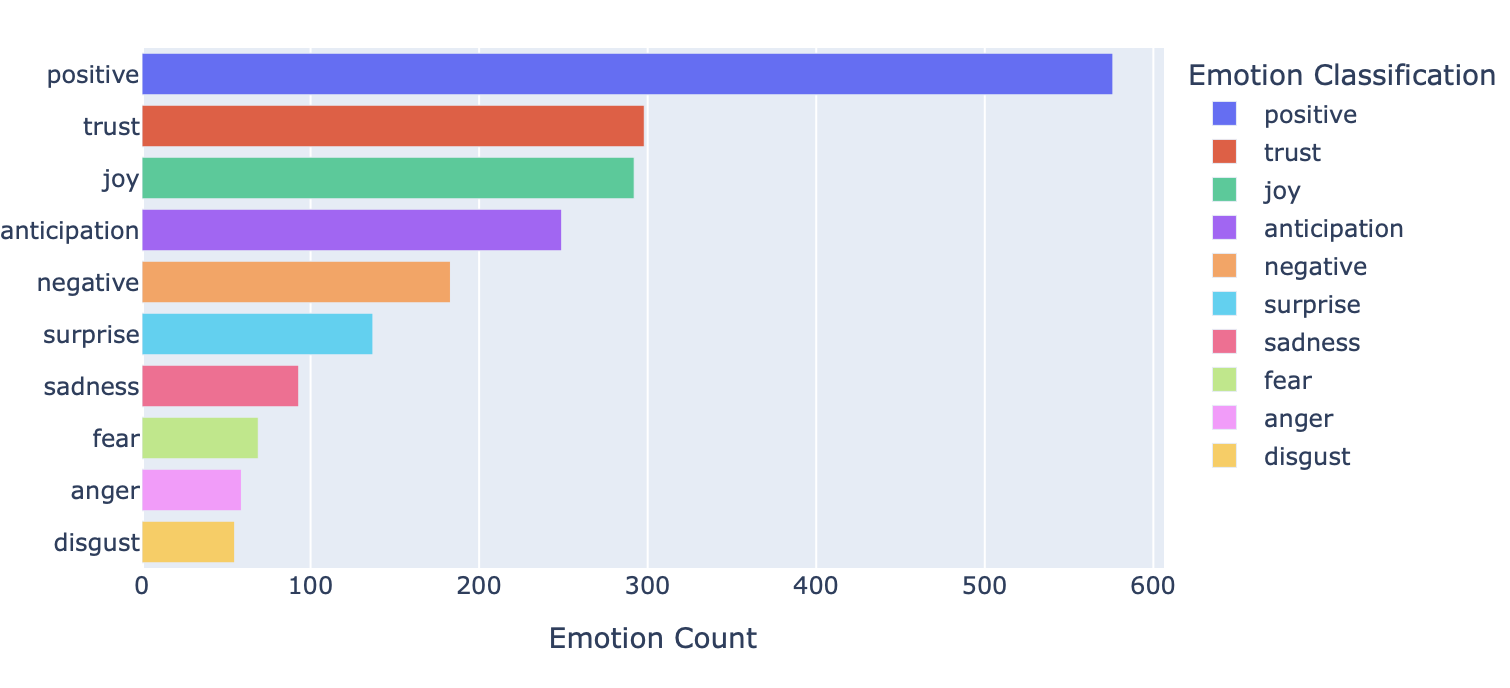 positive
trust
joy
anticipation
negative
surprise
sadness
fear
anger
disgust
0 100 200 300 400 500 600
Emotion Count
Emotion Classification
positive
trust
joy
anticipation
negative
surprise
sadness
fear
anger
disgust